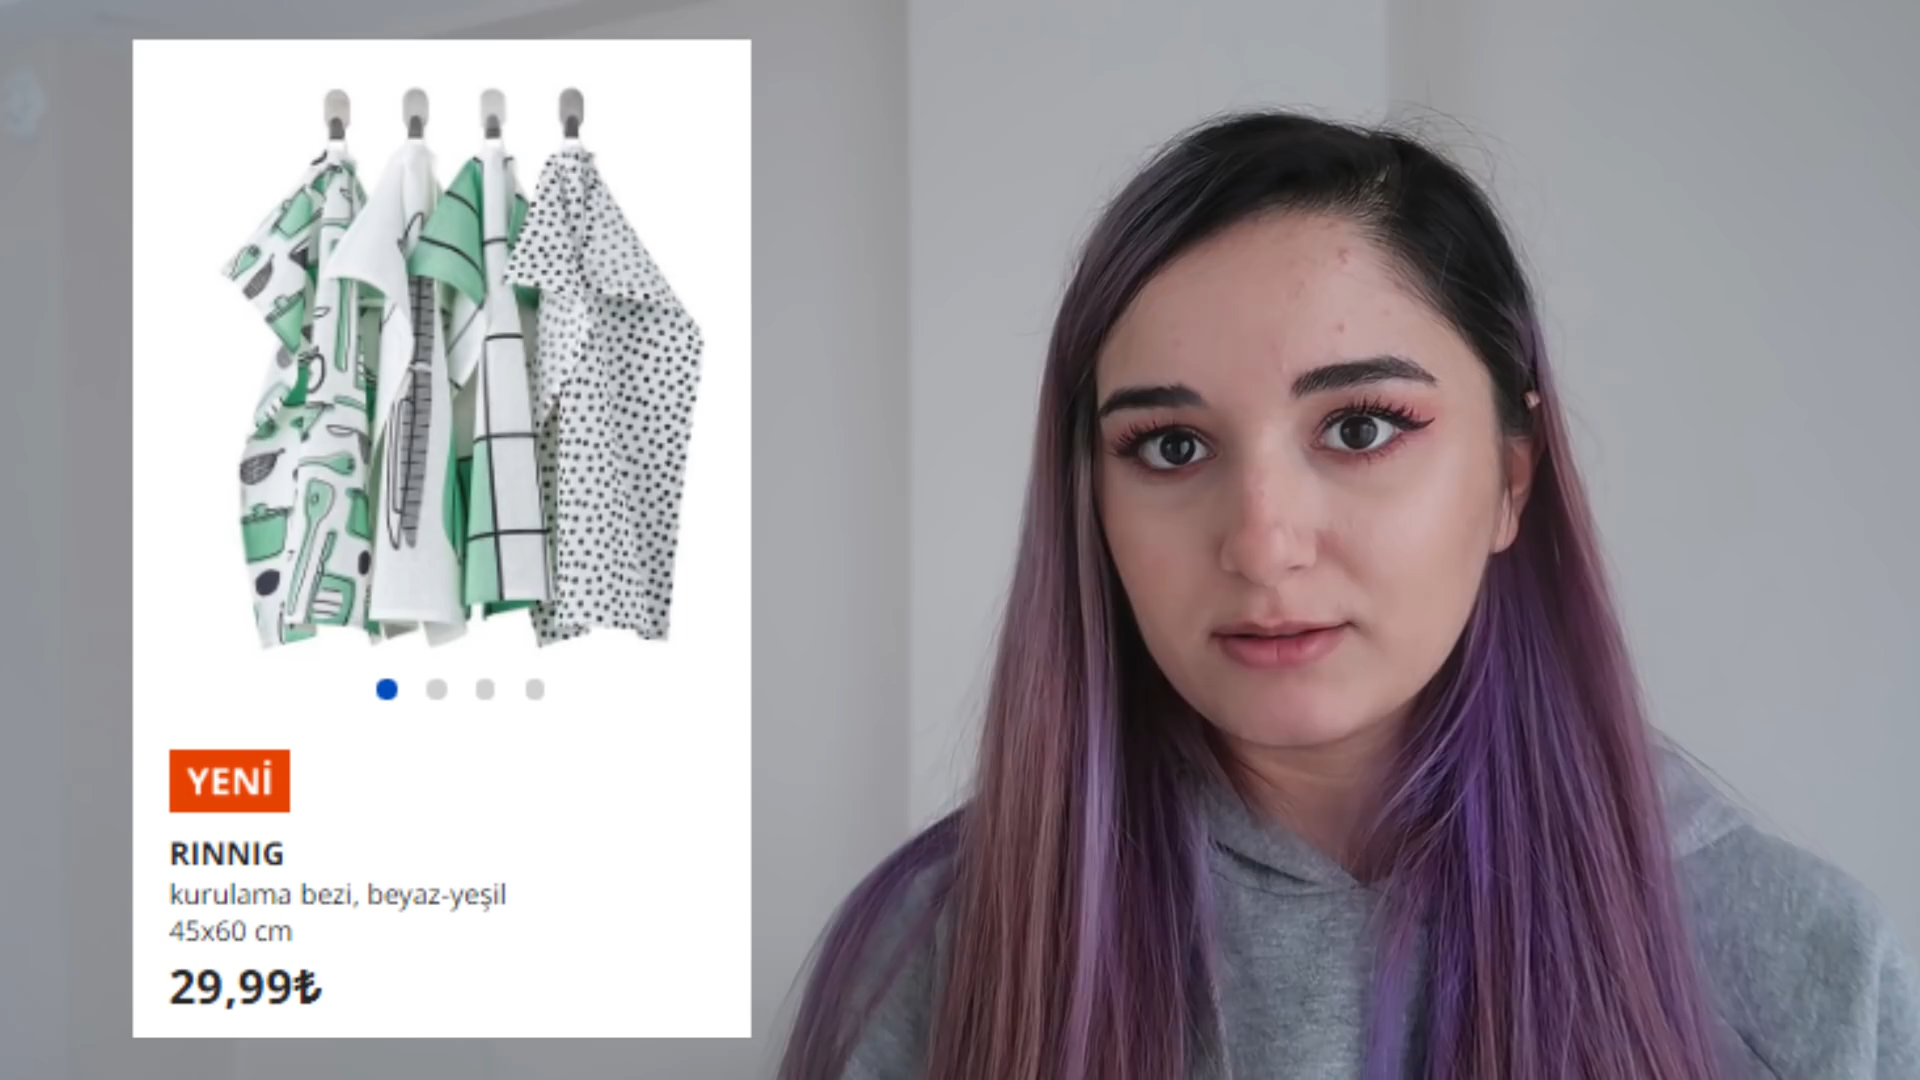 YENİ
RINNIG
kurulama bezi, beyaz-yeşil
45x60 cm
29,99₺